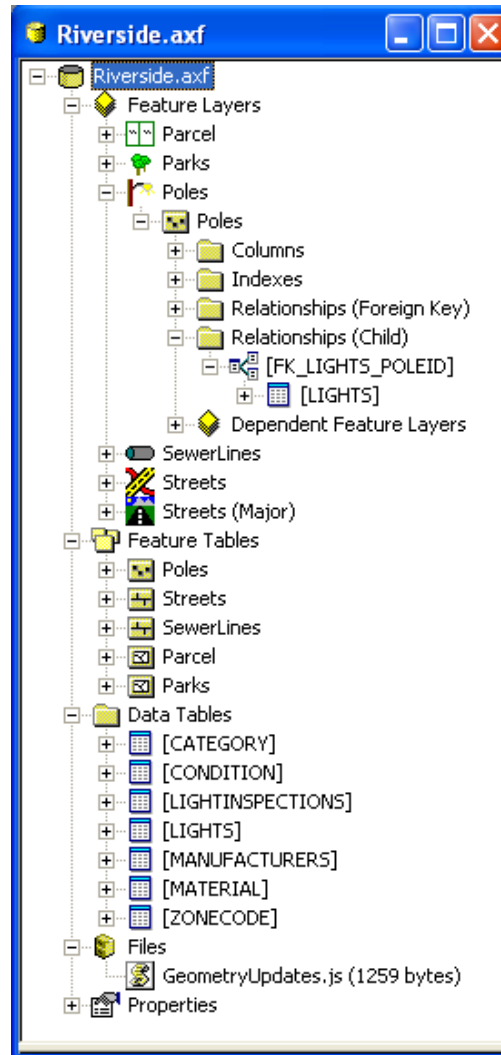 Riverside.axf
Riverside.axf
Feature Layers
Parcel
Parks
Poles
Poles
Columns
Indexes
Relationships (Foreign Key)
Relationships (Child)
[FK_LIGHTS_POLEID]
[LIGHTS]
Dependent Feature Layers
SewerLines
Streets
Streets (Major)
Feature Tables
Poles
Streets
SewerLines
Parcel
Parks
Data Tables
[CATEGORY]
[CONDITION]
[LIGHTINSPECTIONS]
[LIGHTS]
[MANUFACTURERS]
[MATERIAL]
[ZONECODE]
Files
GeometryUpdates.js (1259 bytes)
Properties